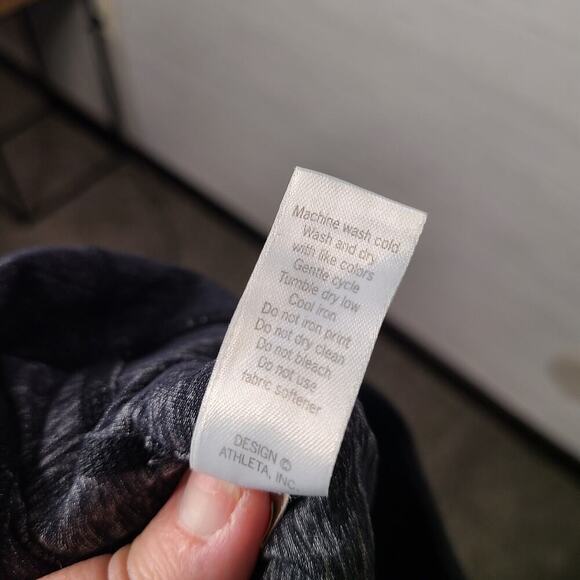 Machine wash cold
Wash and dry
with like colors
Gentle cycle
Tumble dry low
Cool iron
Do not iron print
Do not dry clean
Do not bleach
Do not use
fabric softener
DESIGN ©
ATHLETA, INC.